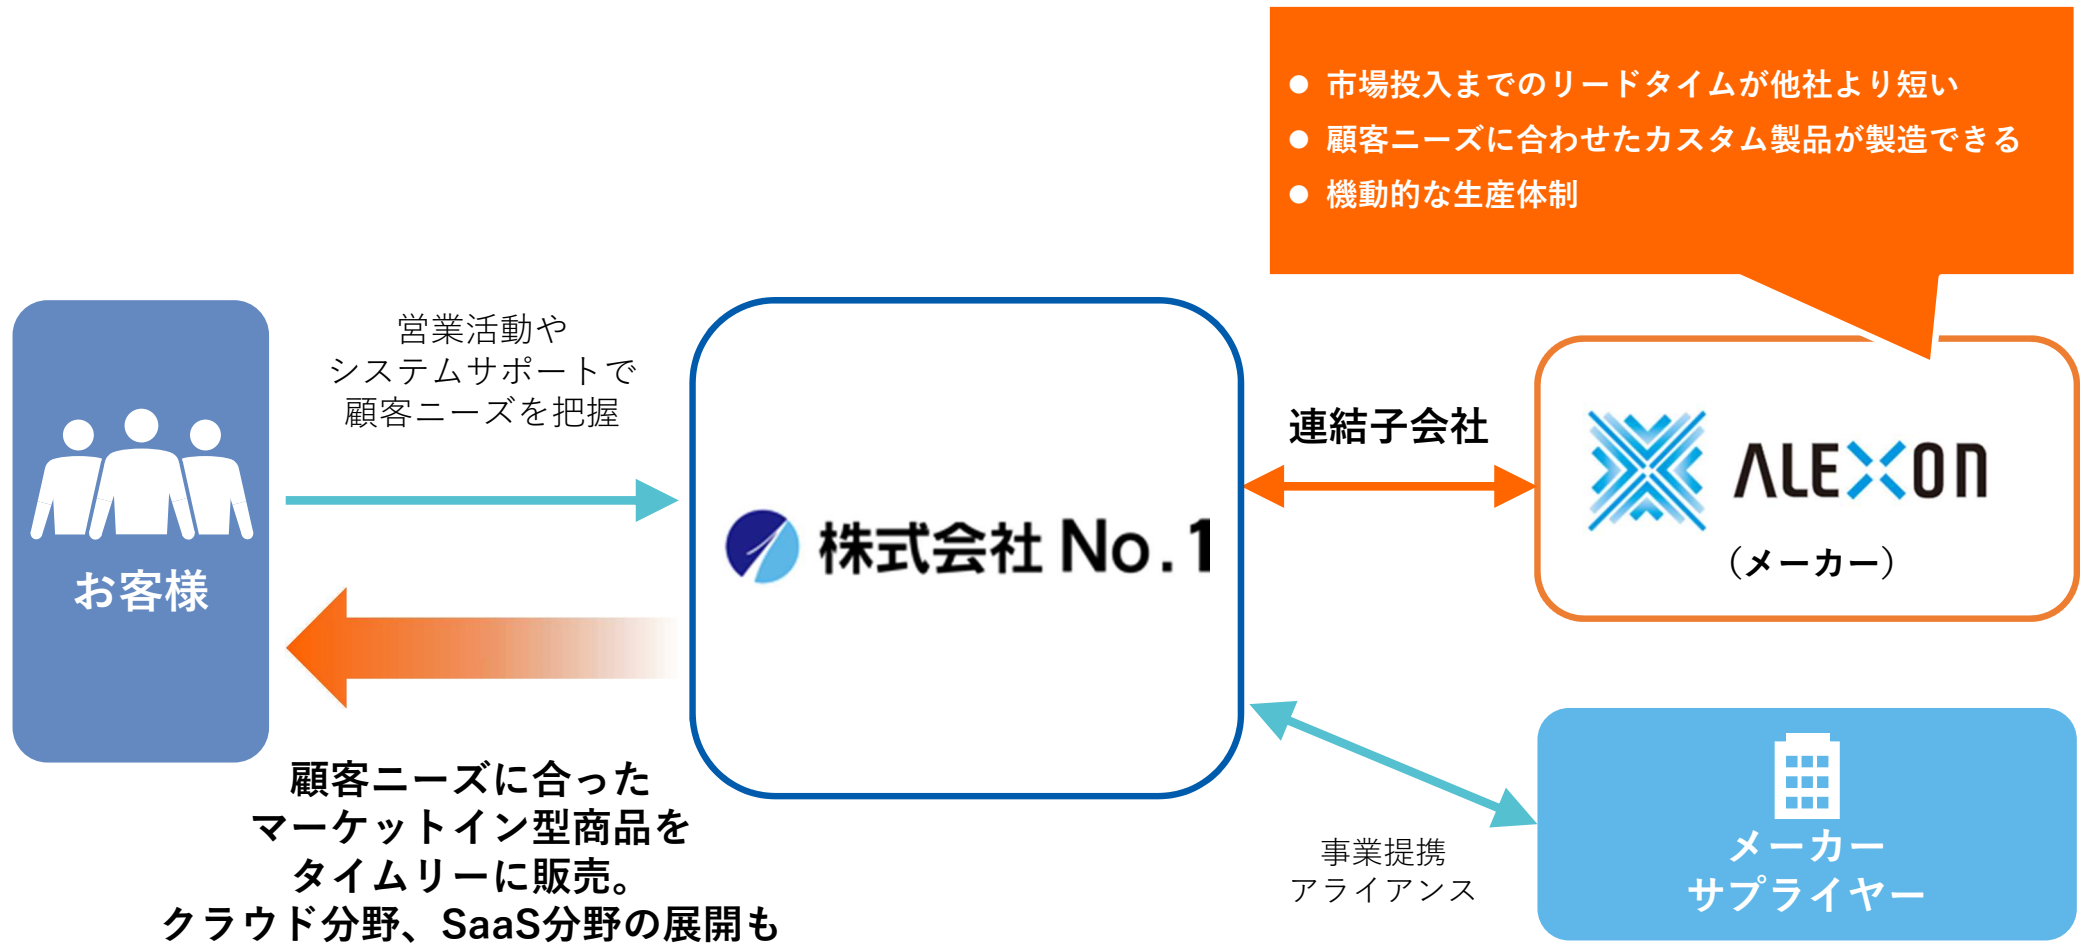 ● 市場投入までのリードタイムが他社より短い
● 顧客ニーズに合わせたカスタム製品が製造できる
● 機動的な生産体制
営業活動や
システムサポートで
顧客ニーズを把握
お客様
株式会社 No.1
連結子会社
ALEXON
（メーカー）
顧客ニーズに合った
マーケットイン型商品を
タイムリーに販売。
クラウド分野、SaaS分野の展開も
事業提携
アライアンス
メーカー
サプライヤー